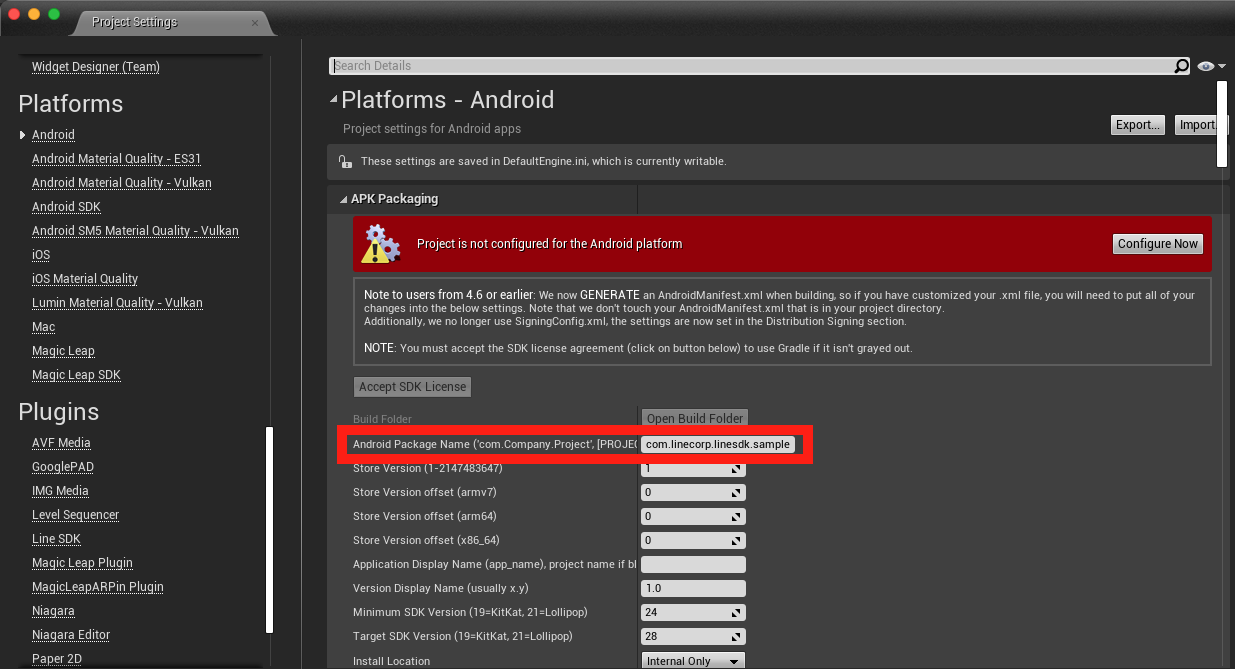 Project Settings
Widget Designer (Team)
Platforms
Android
Android Material Quality - ES31
Android Material Quality - Vulkan
Android SDK
Android SM5 Material Quality - Vulkan
iOS
iOS Material Quality
Lumin Material Quality - Vulkan
Mac
Magic Leap
Magic Leap SDK
Plugins
AVF Media
GooglePAD
IMG Media
Level Sequencer
Line SDK
Magic Leap Plugin
MagicLeapARPin Plugin
Niagara
Niagara Editor
Paper 2D
Search Details
Platforms - Android
Project settings for Android apps
Export...
Import.
These settings are saved in DefaultEngine.ini, which is currently writable.
APK Packaging
Project is not configured for the Android platform
Configure Now
Note to users from 4.6 or earlier: We now GENERATE an AndroidManifest.xml when building, so if you have customized your .xml file, you will need to put all of your
changes into the below settings. Note that we don't touch your AndroidManifest.xml that is in your project directory.
Additionally, we no longer use SigningConfig.xml, the settings are now set in the Distribution Signing section.
NOTE: You must accept the SDK license agreement (click on button below) to use Gradle if it isn't grayed out.
Accept SDK License
Build Folder
Open Build Folder
Android Package Name ('com.Company.Project', [PROJEC
com.linecorp.linesdk.sample
Store Version (1-2147483647)
1
Store Version offset (armv7)
0
Store Version offset (arm64)
0
Store Version offset (x86_64)
0
Application Display Name (app_name), project name if bl
Version Display Name (usually x.y)
1.0
Minimum SDK Version (19=KitKat, 21=Lollipop)
24
Target SDK Version (19=KitKat, 21=Lollipop)
28
Install Location
Internal Only